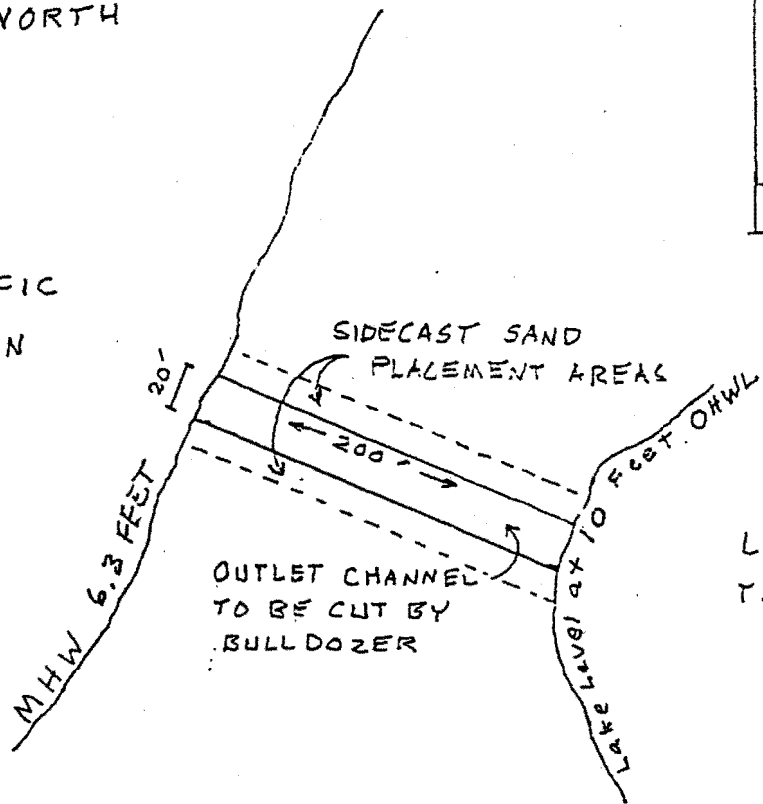 NORTH
FIC
N
SIDECAST SAND
PLACEMENT AREAS
20'
200'
MHW 6.3 FEET
OUTLET CHANNEL
TO BE CUT BY
BULLDOZER
Lake Level at 10 Feet OHWL
L
T.